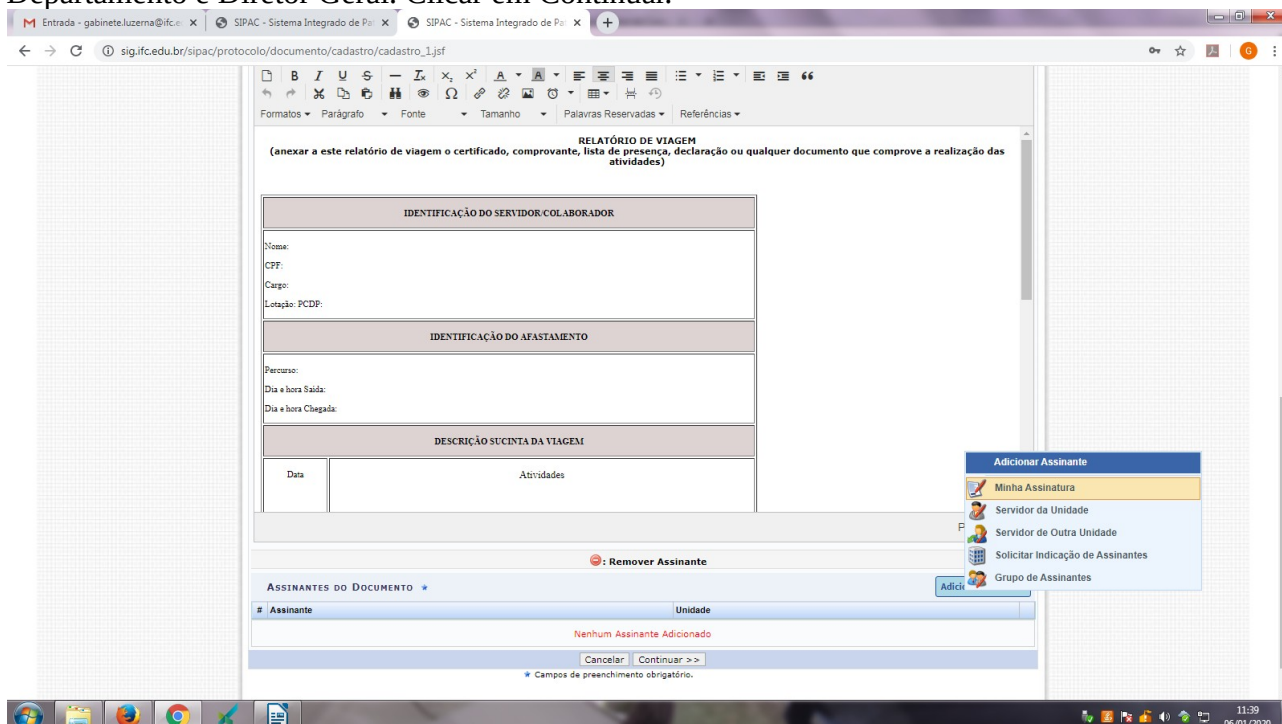 Departamento e Diretor Geral. Clicar em Continuar.
Entrada - gabinete.luzerna@ifc.e
SIPAC - Sistema Integrado de Pa
SIPAC - Sistema Integrado de Pa
sig.ifc.edu.br/sipac/protocolo/documento/cadastro/cadastro_1.jsf
G
Formatos Parágrafo Fonte Tamanho Palavras Reservadas Referências
RELATÓRIO DE VIAGEM
(anexar a este relatório de viagem o certificado, comprovante, lista de presença, declaração ou qualquer documento que comprove a realização das
atividades)
IDENTIFICAÇÃO DO SERVIDOR/COLABORADOR
Nome:
CPF:
Cargo:
Lotação: PCDP:
IDENTIFICAÇÃO DO AFASTAMENTO
Percurso:
Dia e hora Saída:
Dia e hora Chegada:
DESCRIÇÃO SUCINTA DA VIAGEM
Data Atividades
Adicionar Assinante
Minha Assinatura
Servidor da Unidade
Servidor de Outra Unidade
Solicitar Indicação de Assinantes
Grupo de Assinantes
: Remover Assinante
ASSINANTES DO DOCUMENTO
# Assinante Unidade
Nenhum Assinante Adicionado
Cancelar Continuar >>
Campos de preenchimento obrigatório.
11:39
06/01/2020